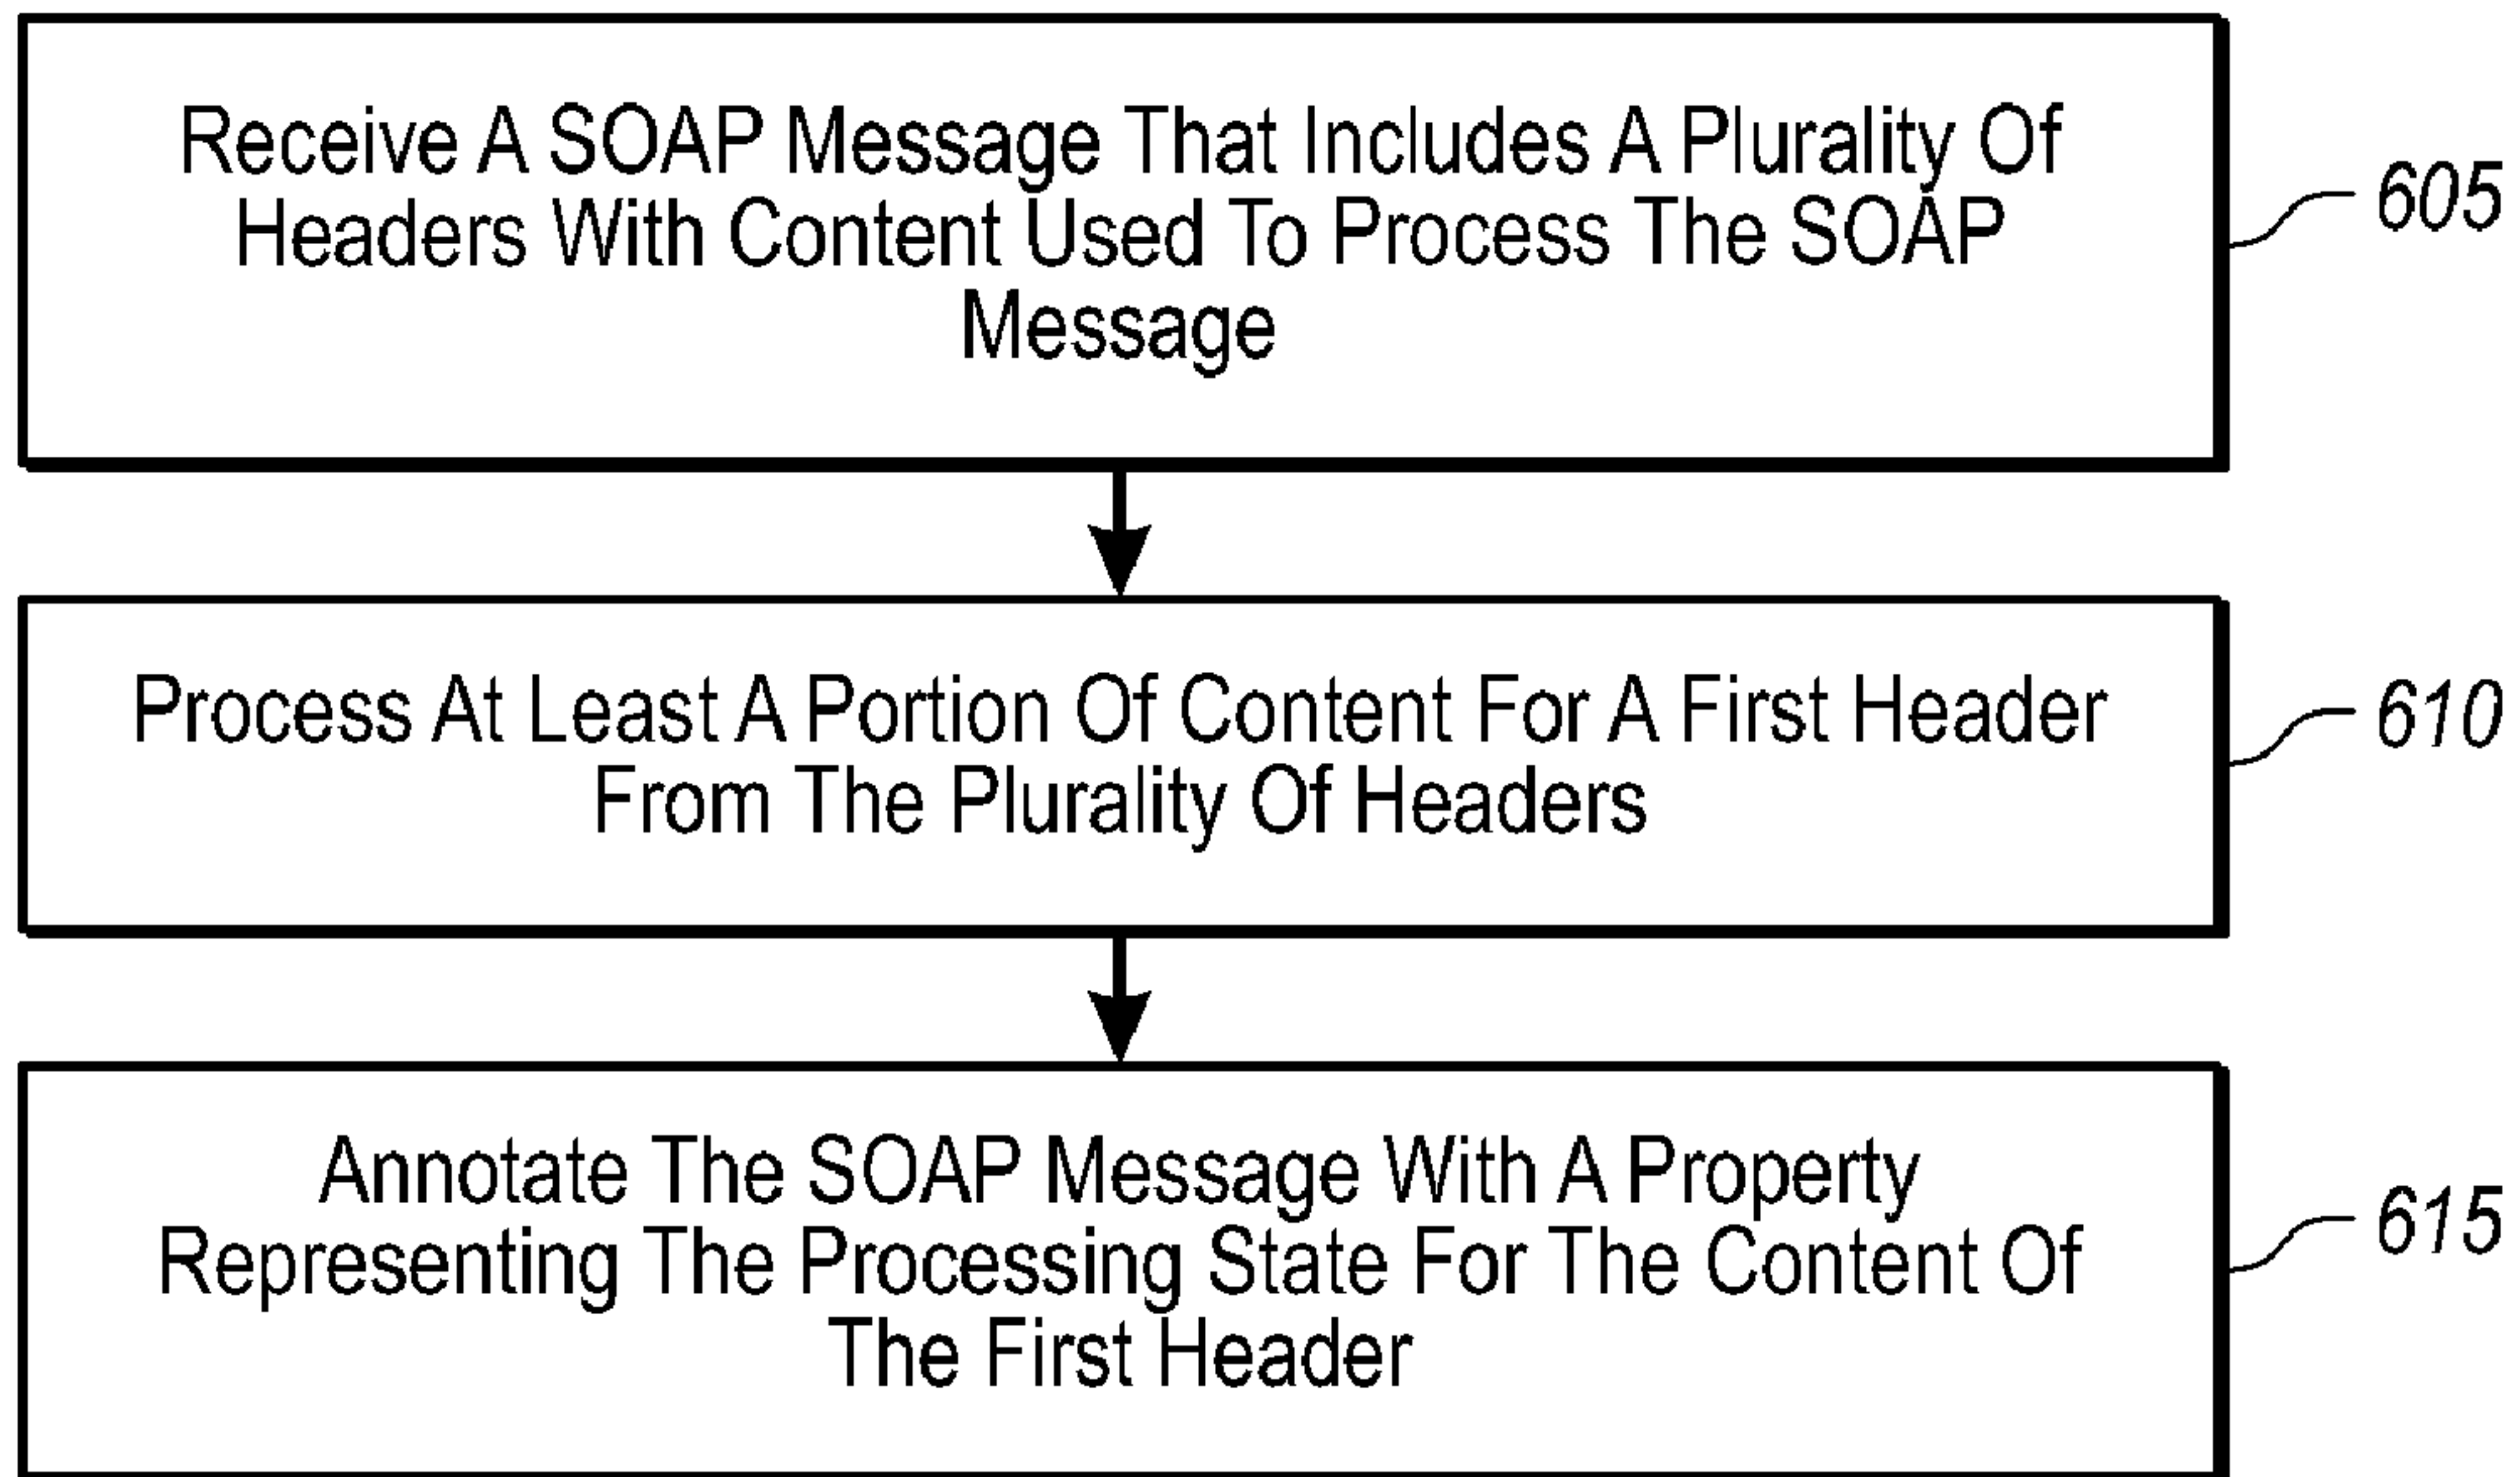 Receive A SOAP Message That Includes A Plurality Of
Headers With Content Used To Process The SOAP
Message
605
Process At Least A Portion Of Content For A First Header
From The Plurality Of Headers
610
Annotate The SOAP Message With A Property
Representing The Processing State For The Content Of
The First Header
615